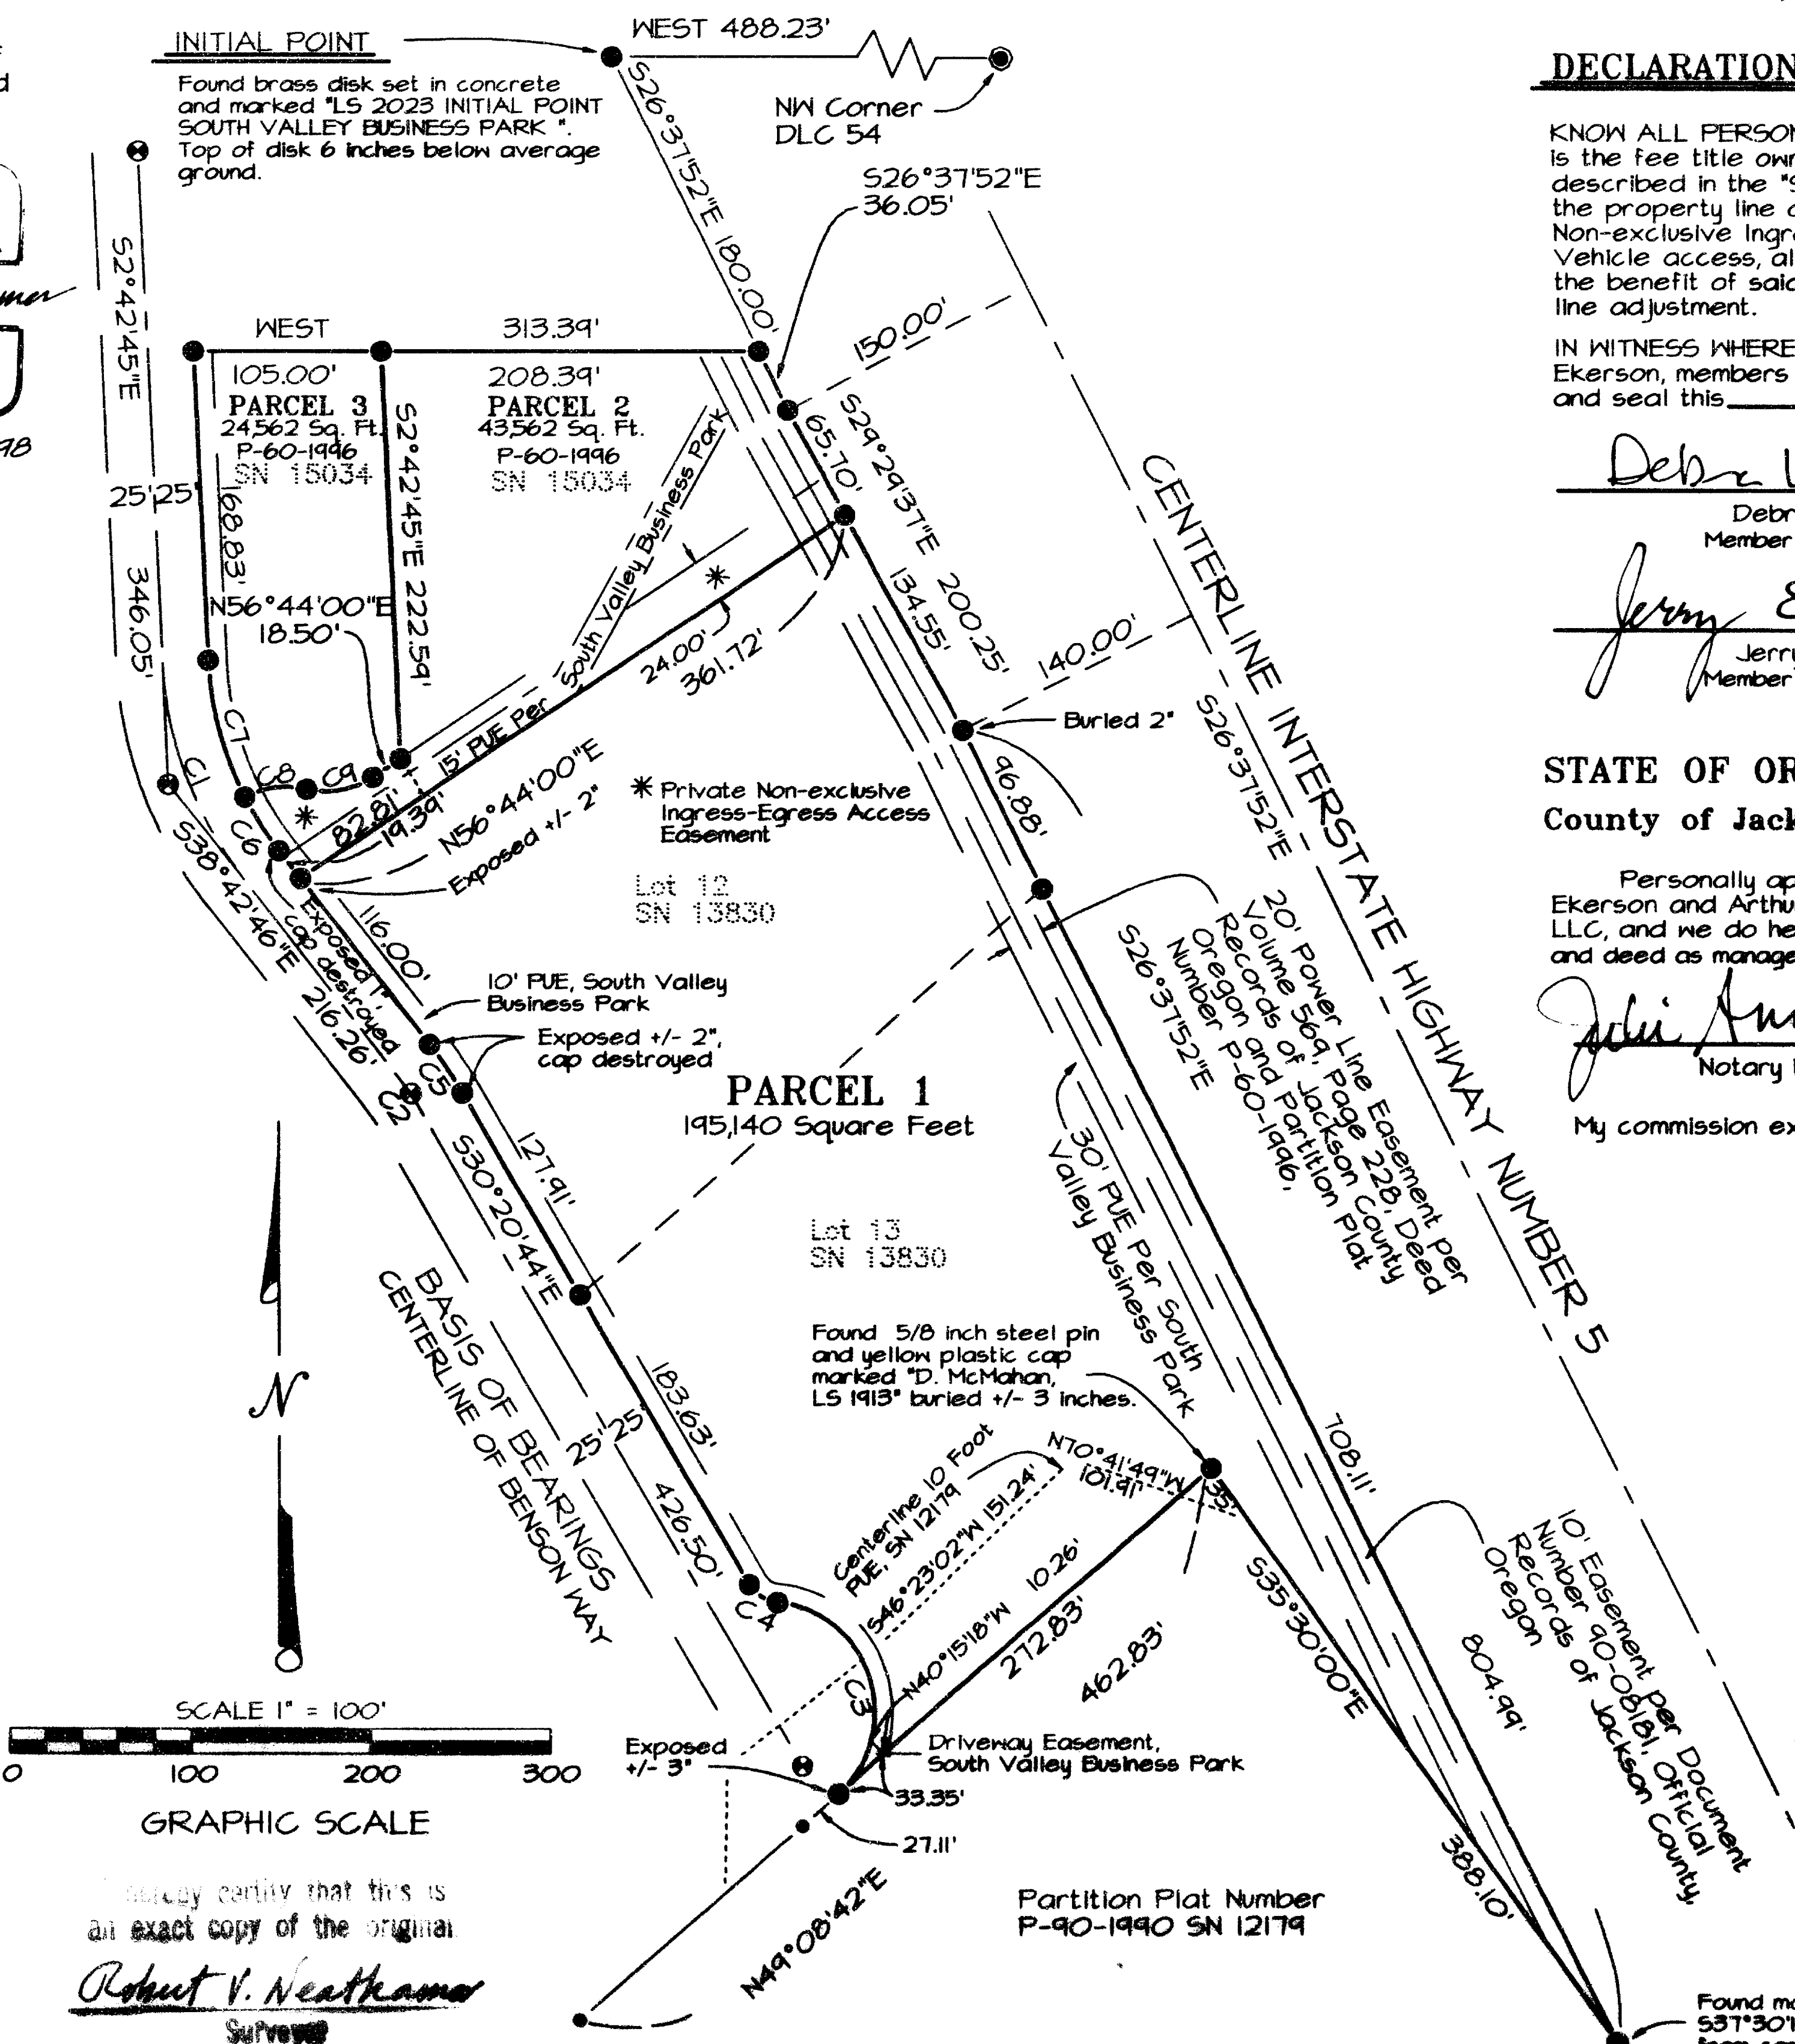 INITIAL POINT
Found brass disk set in concrete
and marked "LS 2023 INITIAL POINT
SOUTH VALLEY BUSINESS PARK ".
Top of disk 6 inches below average
ground.
WEST 488.23'
NW Corner
DLC 54
S26°37'52"E 180.00'
S26°37'52"E
36.05'
150.00'
S2°42'45"E
346.05'
25' 25'
WEST 313.39'
105.00'
PARCEL 3
24,562 Sq. Ft.
P-60-1996
SN 15034
208.39'
PARCEL 2
43,562 Sq. Ft.
P-60-1996
SN 15034
168.83'
S2°42'45"E 222.59'
N56°44'00"E
18.50'
65.70'
S29°29'37"E 200.25'
134.55'
140.00'
Buried 2"
96.88'
15' PUE Per South Valley Business Park
24.00'
361.72'
C1
C7
C8
C9
C6
82.81'
19.39'
N56°44'00"E
Exposed +/- 2"
* Private Non-exclusive
Ingress-Egress Access
Easement
Lot 12
SN 13830
S38°42'46"E
216.26'
Exposed 1",
cap destroyed
116.00'
10' PUE, South Valley
Business Park
Exposed +/- 2",
cap destroyed
C5
C2
PARCEL 1
195,140 Square Feet
127.91'
S30°20'44"E
Lot 13
SN 13830
CENTERLINE INTERSTATE HIGHWAY NUMBER 5
S26°37'52"E
20' Power Line Easement per
Volume 569, Page 228, Deed
Records of Jackson County
Oregon and Partition Plat
Number P-60-1996.
S26°37'52"E
30' PUE Per South
Valley Business Park
BASIS OF BEARINGS
CENTERLINE OF BENSON WAY
25' 25'
183.63'
426.50'
Found 5/8 inch steel pin
and yellow plastic cap
marked "D. McMahan,
LS 1913" buried +/- 3 inches.
N70°41'49"W
101.91'
35'
Centerline 10 Foot
PUE, SN 12179
S46°23'02"W 151.24'
N40°15'18"W 10.26'
272.83'
462.83'
C4
C3
Exposed
+/- 3"
Driveway Easement,
South Valley Business Park
33.35'
27.11'
N49°08'42"E
708.11'
S35°30'00"E
804.99'
388.10'
10' Easement per Document
Number 90-08181, Official
Records of Jackson County,
Oregon
Partition Plat Number
P-90-1990 SN 12179
N
SCALE 1" = 100'
0 100 200 300
GRAPHIC SCALE
hereby certify that this is
an exact copy of the original
Robert V. Neathamer
Surveyor
DECLARATION
KNOW ALL PERSON
is the fee title own
described in the "S
the property line a
Non-exclusive Ingr
Vehicle access, al
the benefit of said
line adjustment.
IN WITNESS WHERE
Ekerson, members
and seal this
Debr
Member
Jerry
Jerry
Member
STATE OF OR
County of Jack
Personally ap
Ekerson and Arthu
LLC, and we do he
and deed as manage
Notary
My commission ex
Found mo
S37°30'
98